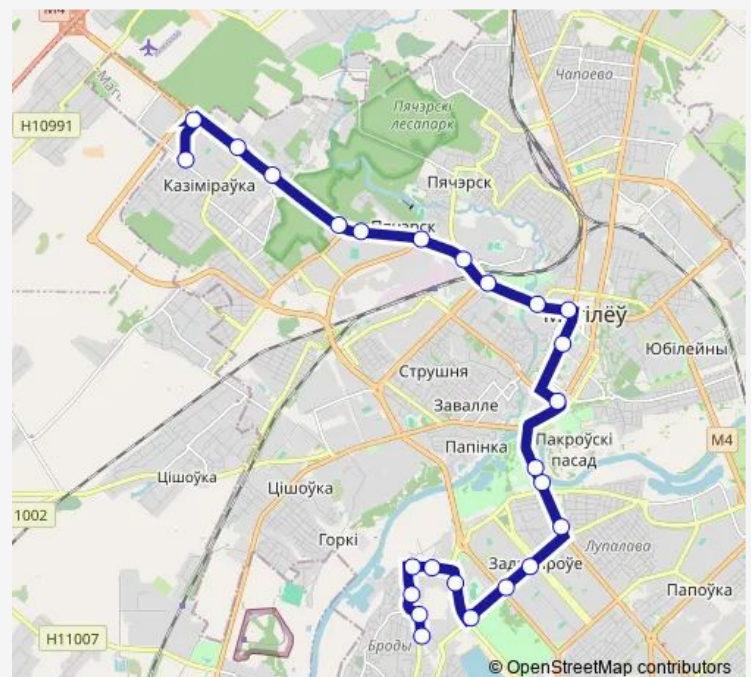 M4
Чапаева
Магі
Пячэрскі
лесапарк
H10991
Казіміраўка
Пячэрск
Пячэрск
Магілёў
Юбілейны
Струшня
Завалле
Папінка
Пакроўскі
пасад
M4
Цішоўка
Цішоўка
1002
Горкі
Лупалава
Задняпроўе
Папоўка
Броды
H11007
© OpenStreetMap contributors